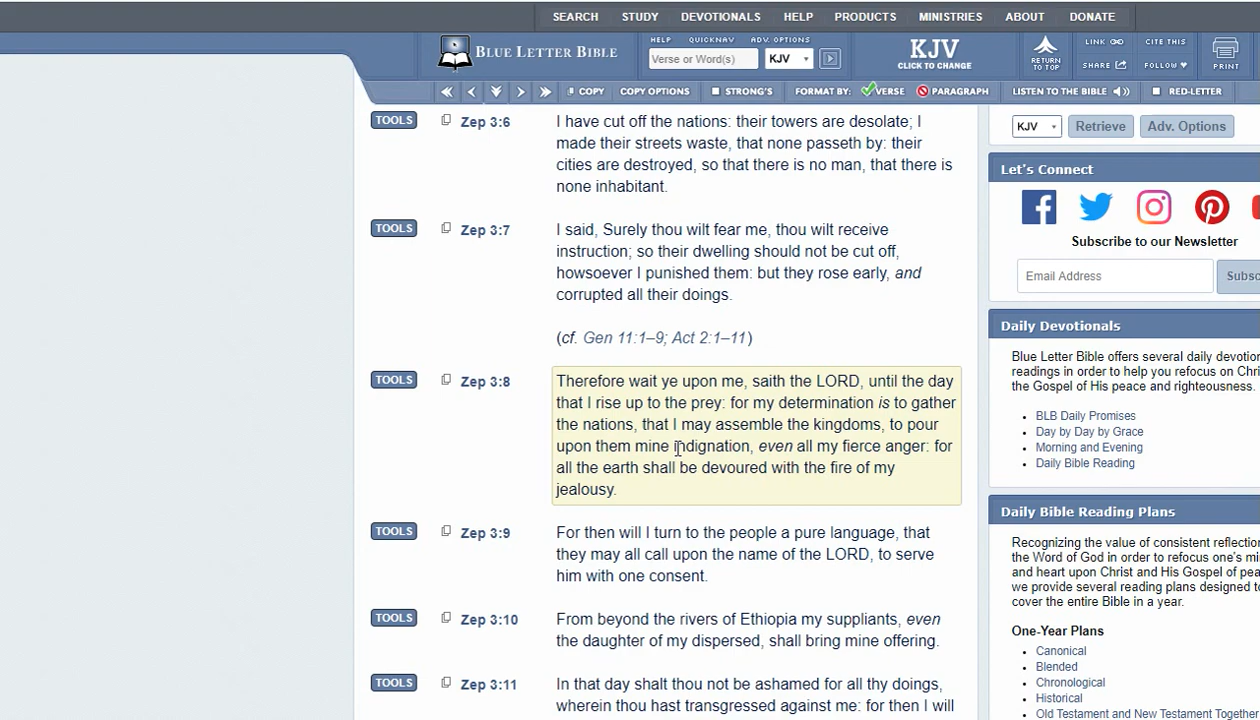 SEARCH STUDY DEVOTIONALS HELP PRODUCTS MINISTRIES ABOUT DONATE
BLUE LETTER BIBLE
HELP QUICKNAV ADV. OPTIONS
Verse or Word(s) KJV
KJV
CLICK TO CHANGE
RETURN
TO TOP
LINK
SHARE
CITE THIS
FOLLOW
PRINT
COPY COPY OPTIONS STRONG'S FORMAT BY: VERSE PARAGRAPH LISTEN TO THE BIBLE RED-LETTER
TOOLS Zep 3:6 I have cut off the nations: their towers are desolate; I
made their streets waste, that none passeth by: their
cities are destroyed, so that there is no man, that there is
none inhabitant.
TOOLS Zep 3:7 I said, Surely thou wilt fear me, thou wilt receive
instruction; so their dwelling should not be cut off,
howsoever I punished them: but they rose early, and
corrupted all their doings.
(cf. Gen 11:1–9; Act 2:1–11)
TOOLS Zep 3:8 Therefore wait ye upon me, saith the LORD, until the day
that I rise up to the prey: for my determination is to gather
the nations, that I may assemble the kingdoms, to pour
upon them mine indignation, even all my fierce anger: for
all the earth shall be devoured with the fire of my
jealousy.
TOOLS Zep 3:9 For then will I turn to the people a pure language, that
they may all call upon the name of the LORD, to serve
him with one consent.
TOOLS Zep 3:10 From beyond the rivers of Ethiopia my suppliants, even
the daughter of my dispersed, shall bring mine offering.
TOOLS Zep 3:11 In that day shalt thou not be ashamed for all thy doings,
wherein thou hast transgressed against me: for then I will
KJV Retrieve Adv. Options
Let's Connect
Subscribe to our Newsletter
Email Address Subsc
Daily Devotionals
Blue Letter Bible offers several daily devotio
readings in order to help you refocus on Chri
the Gospel of His peace and righteousness.
BLB Daily Promises
Day by Day by Grace
Morning and Evening
Daily Bible Reading
Daily Bible Reading Plans
Recognizing the value of consistent reflectio
the Word of God in order to refocus one's mi
and heart upon Christ and His Gospel of pea
we provide several reading plans designed to
cover the entire Bible in a year.
One-Year Plans
Canonical
Blended
Chronological
Historical
Old Testament and New Testament Together